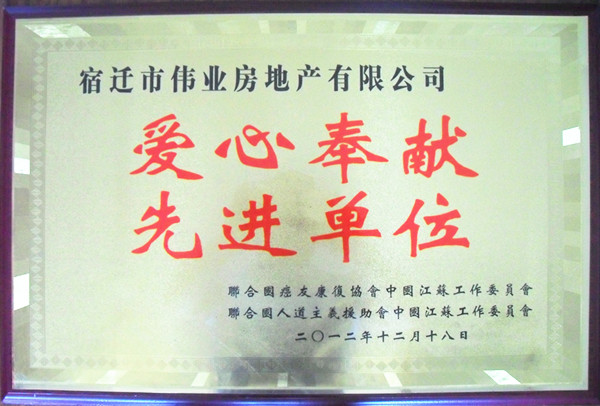 宿迁市伟业房地产有限公司
爱心奉献
先进单位
聯合國癌友康復協會中國江蘇工作委員會
聯合國人道主義援助會中國江蘇工作委員會
二〇一二年十二月十八日